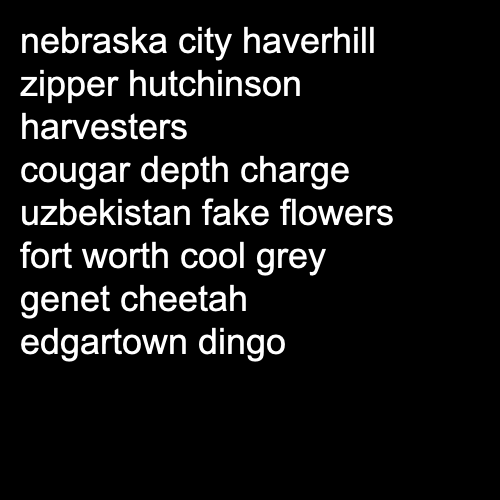 nebraska city haverhill
zipper hutchinson
harvesters
cougar depth charge
uzbekistan fake flowers
fort worth cool grey
genet cheetah
edgartown dingo